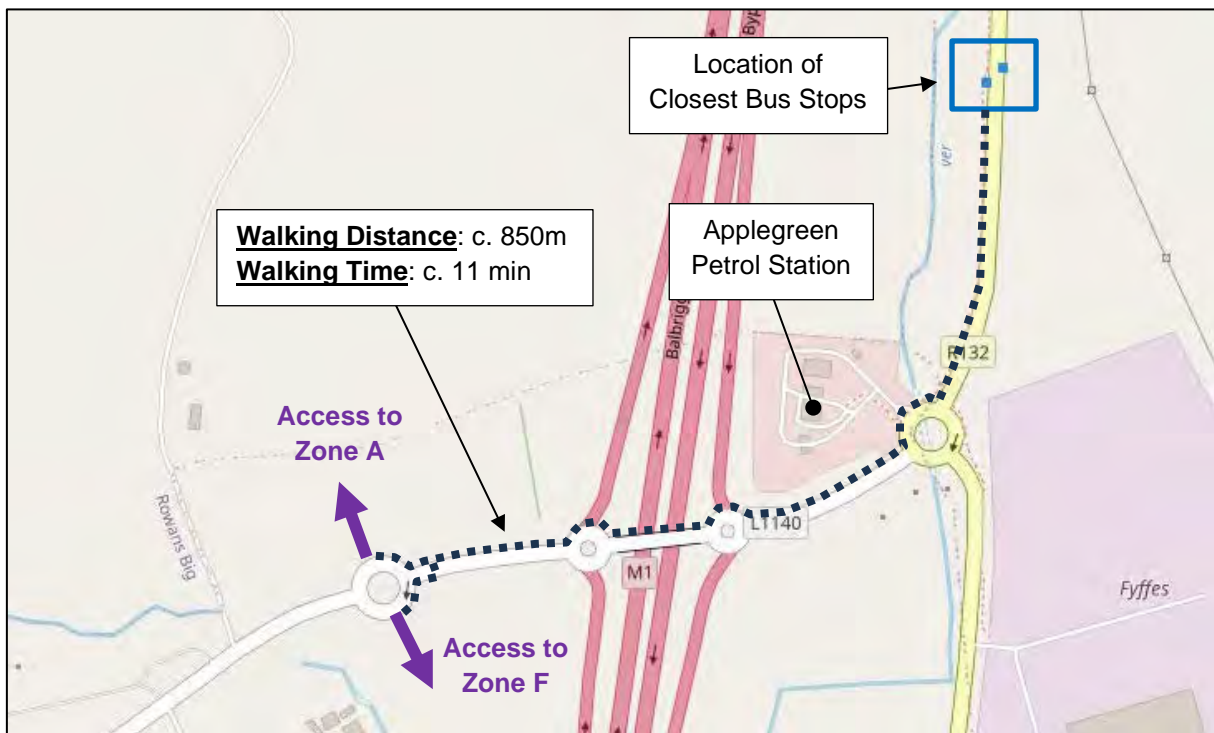 Byp
Location of
Closest Bus Stops
ver
Walking Distance: c. 850m
Walking Time: c. 11 min
Applegreen
Petrol Station
Balbrigg
R132
Access to
Zone A
Rowans Big
L1140
M1
Fyffes
Access to
Zone F